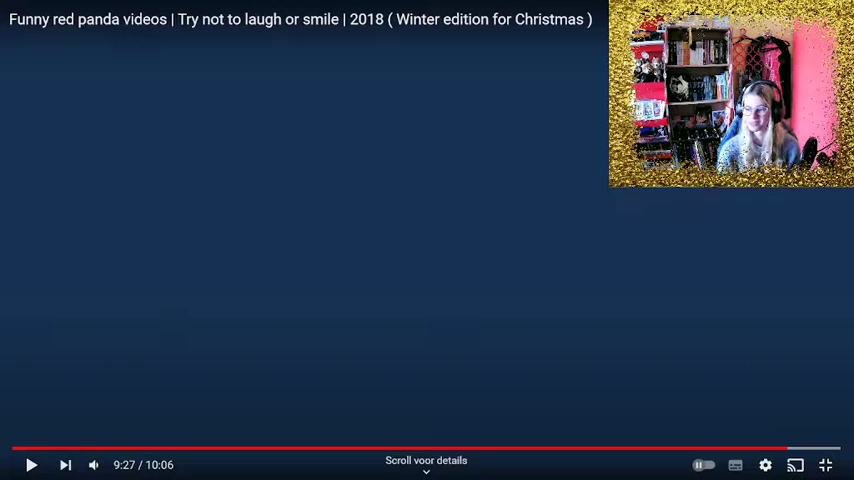 Funny red panda videos | Try not to laugh or smile | 2018 ( Winter edition for Christmas )
9:27 / 10:06
Scroll voor details